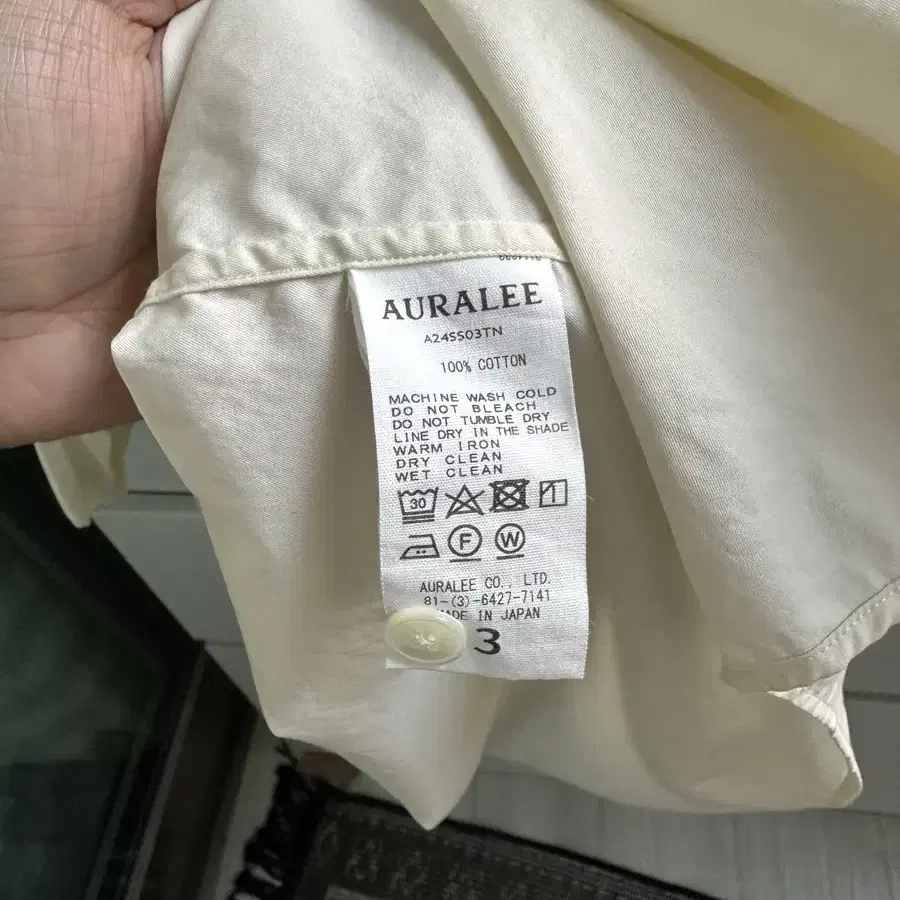 AURALEE
A24SS03TN
100% COTTON
MACHINE WASH COLD
DO NOT BLEACH
DO NOT TUMBLE DRY
LINE DRY IN THE SHADE
WARM IRON
DRY CLEAN
WET CLEAN
30
F W
AURALEE CO., LTD.
81-(3)-6427-7141
IN JAPAN
3